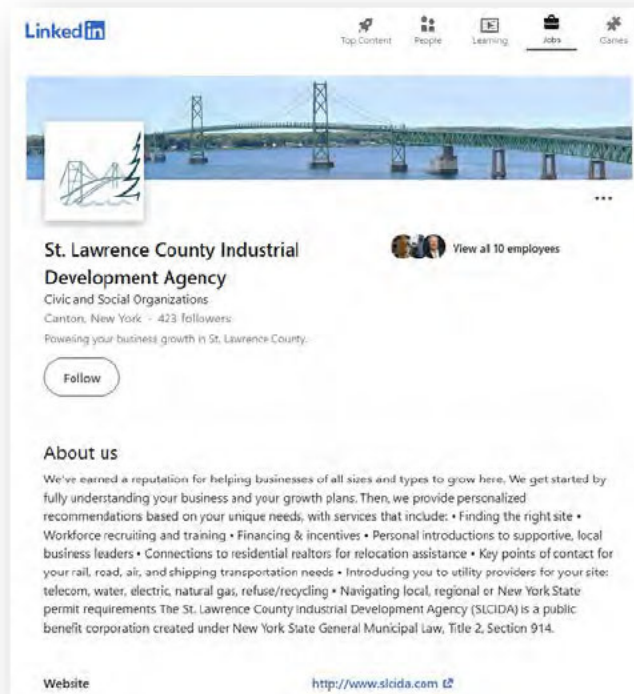 Linked in
Top Content People Learning Jobs Games
St. Lawrence County Industrial
Development Agency
View all 10 employees
Civic and Social Organizations
Canton, New York · 423 followers
Powering your business growth in St. Lawrence County.
Follow
About us
We've earned a reputation for helping businesses of all sizes and types to grow here. We get started by
fully understanding your business and your growth plans. Then, we provide personalized
recommendations based on your unique needs, with services that include: • Finding the right site •
Workforce recruiting and training • Financing & incentives • Personal introductions to supportive, local
business leaders • Connections to residential realtors for relocation assistance • Key points of contact for
your rail, road, air, and shipping transportation needs • Introducing you to utility providers for your site:
telecom, water, electric, natural gas, refuse/recycling • Navigating local, regional or New York State
permit requirements The St. Lawrence County Industrial Development Agency (SLCIDA) is a public
benefit corporation created under New York State General Municipal Law, Title 2, Section 914.
Website http://www.slcida.com